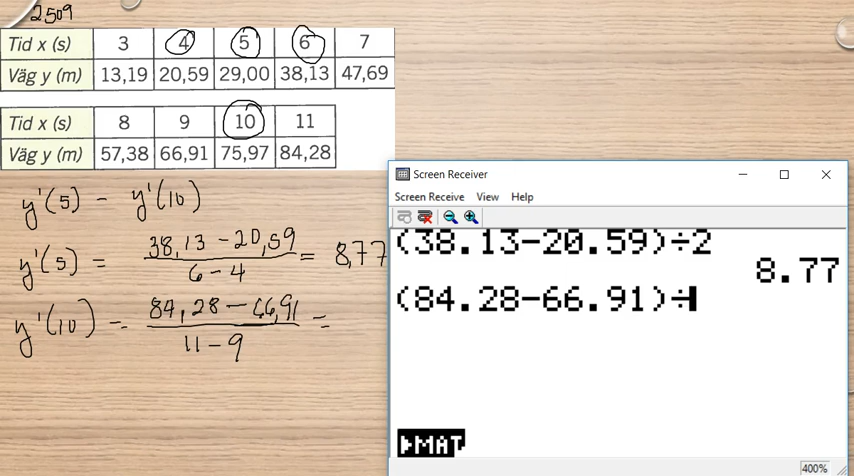 2509
Tid x (s) 3 4 5 6 7
Väg y (m) 13,19 20,59 29,00 38,13 47,69
Tid x (s) 8 9 10 11
Väg y (m) 57,38 66,91 75,97 84,28
y'(5) - y'(10)
y'(5) = 38,13 - 20,59 / 6 - 4 = 8,77
y'(10) = 84,28 - 66,91 / 11 - 9 =
Screen Receiver
Screen Receive View Help
(38.13-20.59)÷2
8.77
(84.28-66.91)÷
▶MAT
400%